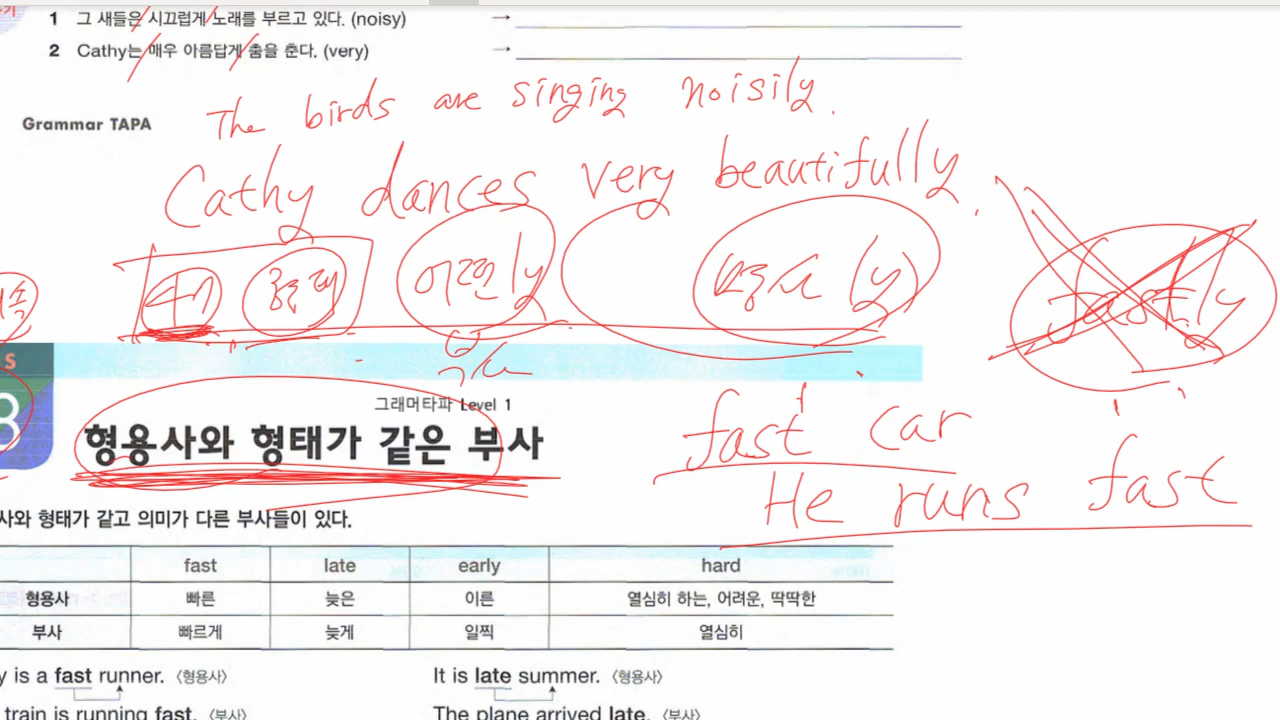 1 그 새들은 시끄럽게 노래를 부르고 있다. (noisy) →
2 Cathy는 매우 아름답게 춤을 춘다. (very) →
The birds are singing noisily.
Grammar TAPA
Cathy dances very beautifully.
ly ly fastly
그래머타파 Level 1
형용사와 형태가 같은 부사
fast car
He runs fast
사와 형태가 같고 의미가 다른 부사들이 있다.
fast late early hard
형용사 빠른 늦은 이른 열심히 하는, 어려운, 딱딱한
부사 빠르게 늦게 일찍 열심히
y is a fast runner. 〈형용사〉 It is late summer. 〈형용사〉
train is running fast. 〈부사〉 The plane arrived late. 〈부사〉